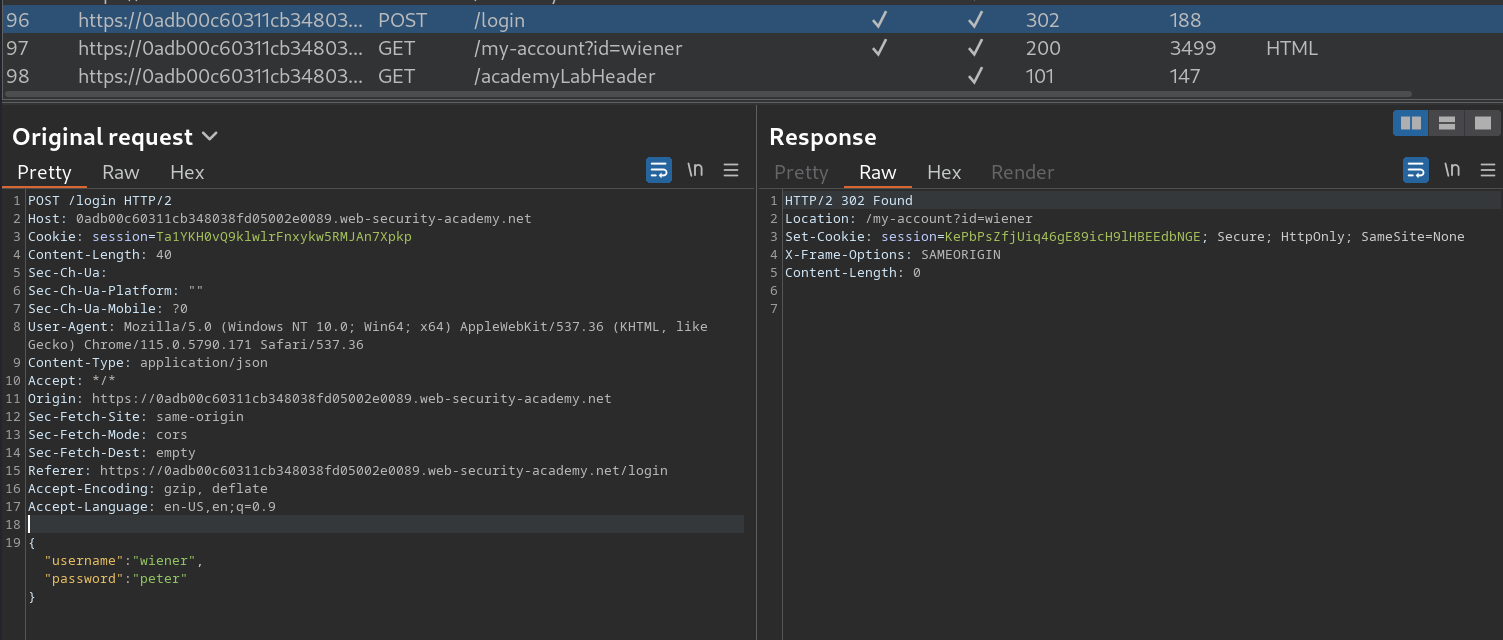 96 https://0adb00c60311cb34803... POST /login ✓ ✓ 302 188
97 https://0adb00c60311cb34803... GET /my-account?id=wiener ✓ ✓ 200 3499 HTML
98 https://0adb00c60311cb34803... GET /academyLabHeader ✓ 101 147
Original request
Pretty Raw Hex \n
1 POST /login HTTP/2
2 Host: 0adb00c60311cb348038fd05002e0089.web-security-academy.net
3 Cookie: session=Ta1YKH0vQ9klwlrFnxykw5RMJAn7Xpkp
4 Content-Length: 40
5 Sec-Ch-Ua:
6 Sec-Ch-Ua-Platform: ""
7 Sec-Ch-Ua-Mobile: ?0
8 User-Agent: Mozilla/5.0 (Windows NT 10.0; Win64; x64) AppleWebKit/537.36 (KHTML, like
Gecko) Chrome/115.0.5790.171 Safari/537.36
9 Content-Type: application/json
10 Accept: */*
11 Origin: https://0adb00c60311cb348038fd05002e0089.web-security-academy.net
12 Sec-Fetch-Site: same-origin
13 Sec-Fetch-Mode: cors
14 Sec-Fetch-Dest: empty
15 Referer: https://0adb00c60311cb348038fd05002e0089.web-security-academy.net/login
16 Accept-Encoding: gzip, deflate
17 Accept-Language: en-US,en;q=0.9
18
19 {
"username":"wiener",
"password":"peter"
}
Response
Pretty Raw Hex Render \n
1 HTTP/2 302 Found
2 Location: /my-account?id=wiener
3 Set-Cookie: session=KePbPsZfjUiq46gE89icH9lHBEEdbNGE; Secure; HttpOnly; SameSite=None
4 X-Frame-Options: SAMEORIGIN
5 Content-Length: 0
6
7